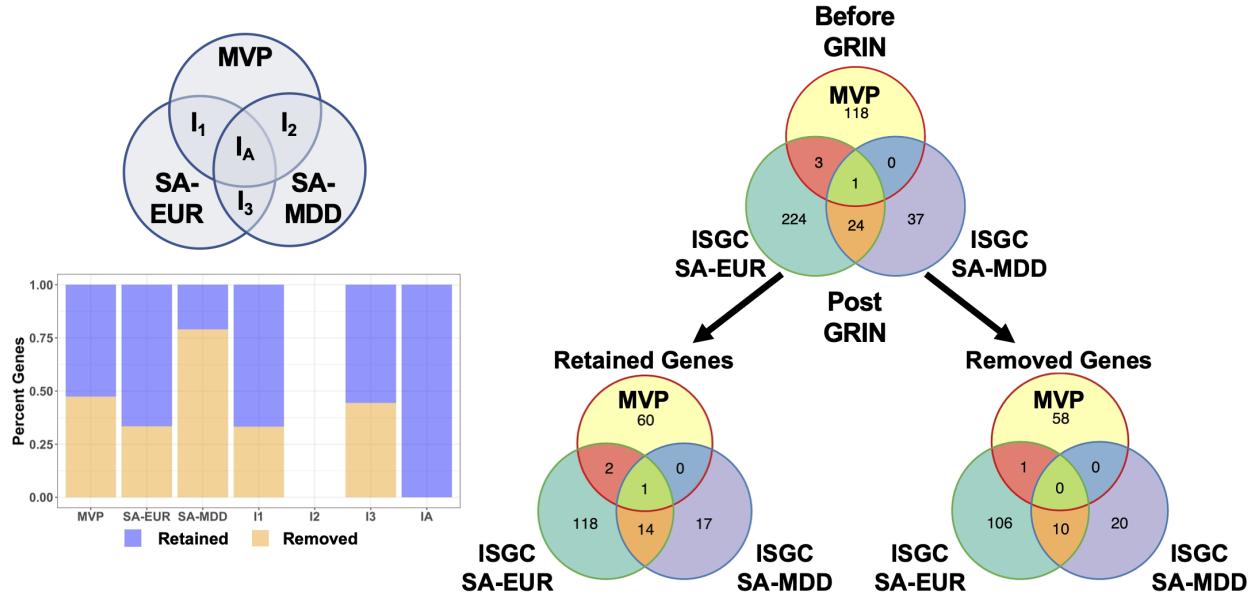 MVP
I1
I2
IA
SA-
EUR
SA-
MDD
I3
Percent Genes
1.00
0.75
0.50
0.25
0.00
MVP
SA-EUR
SA-MDD
I1
I2
I3
IA
Retained
Removed
Before
GRIN
MVP
118
3
0
1
224
24
37
ISGC
SA-EUR
ISGC
SA-MDD
Post
GRIN
Retained Genes
MVP
60
2
0
1
118
14
17
ISGC
SA-EUR
ISGC
SA-MDD
Removed Genes
MVP
58
1
0
0
106
10
20
ISGC
SA-EUR
ISGC
SA-MDD